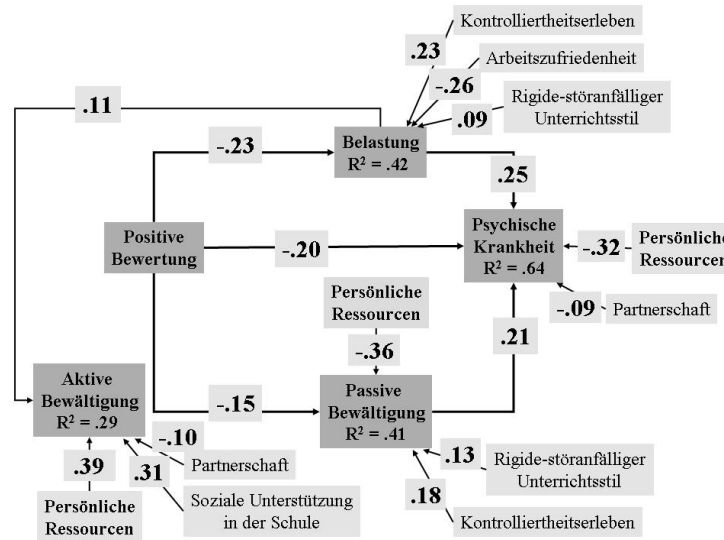 Kontrolliertheitserleben
.23
Arbeitszufriedenheit
-.26
.11
.09
Rigide-störanfälliger
Unterrichtsstil
-.23
Belastung
R² = .42
.25
Positive
Bewertung
-.20
Psychische
Krankheit
R² = .64
-.32
Persönliche
Ressourcen
Persönliche
Ressourcen
-.09
Partnerschaft
-.36
.21
Aktive
Bewältigung
R² = .29
-.15
Passive
Bewältigung
R² = .41
-.10
Partnerschaft
.39
.31
.13
Rigide-störanfälliger
Unterrichtsstil
Persönliche
Ressourcen
Soziale Unterstützung
in der Schule
.18
Kontrolliertheitserleben